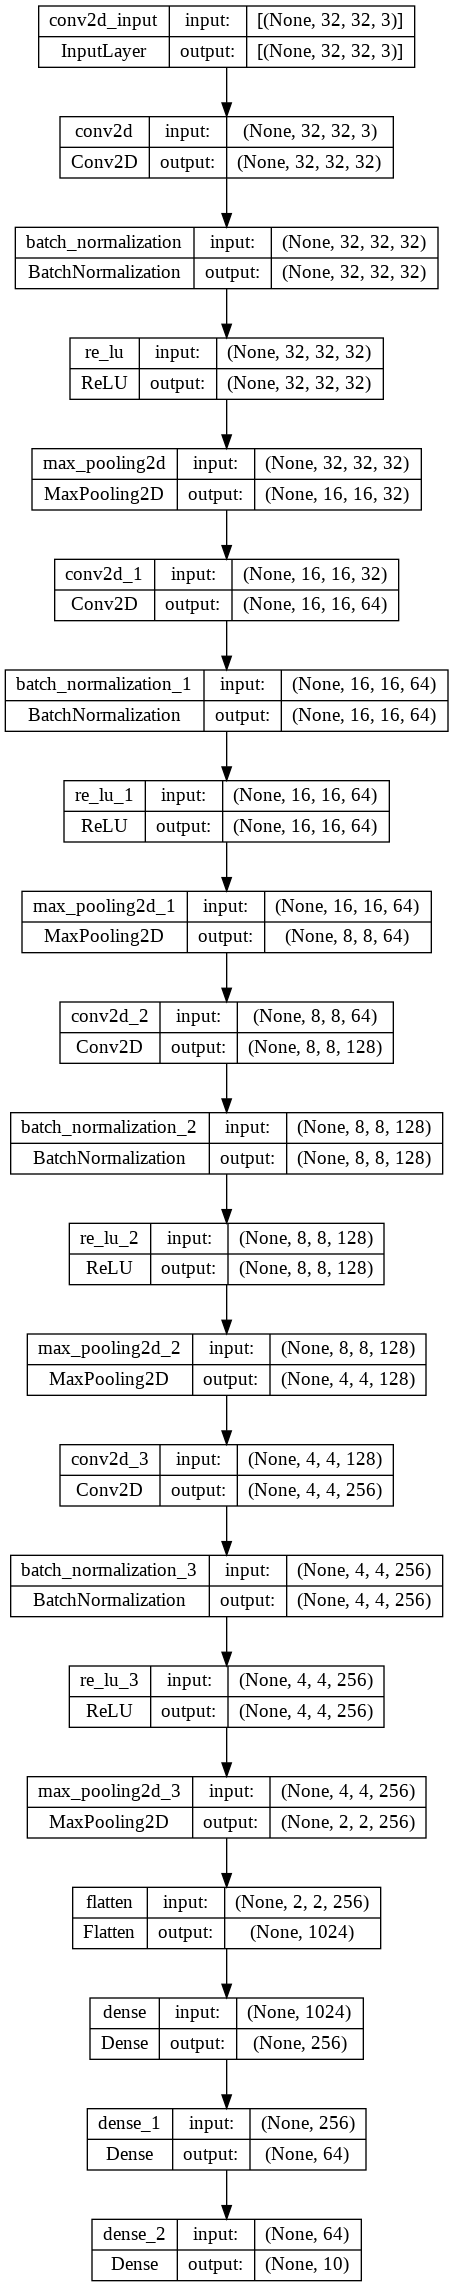 conv2d_input input: [(None, 32, 32, 3)]
InputLayer output: [(None, 32, 32, 3)]
conv2d input: (None, 32, 32, 3)
Conv2D output: (None, 32, 32, 32)
batch_normalization input: (None, 32, 32, 32)
BatchNormalization output: (None, 32, 32, 32)
re_lu input: (None, 32, 32, 32)
ReLU output: (None, 32, 32, 32)
max_pooling2d input: (None, 32, 32, 32)
MaxPooling2D output: (None, 16, 16, 32)
conv2d_1 input: (None, 16, 16, 32)
Conv2D output: (None, 16, 16, 64)
batch_normalization_1 input: (None, 16, 16, 64)
BatchNormalization output: (None, 16, 16, 64)
re_lu_1 input: (None, 16, 16, 64)
ReLU output: (None, 16, 16, 64)
max_pooling2d_1 input: (None, 16, 16, 64)
MaxPooling2D output: (None, 8, 8, 64)
conv2d_2 input: (None, 8, 8, 64)
Conv2D output: (None, 8, 8, 128)
batch_normalization_2 input: (None, 8, 8, 128)
BatchNormalization output: (None, 8, 8, 128)
re_lu_2 input: (None, 8, 8, 128)
ReLU output: (None, 8, 8, 128)
max_pooling2d_2 input: (None, 8, 8, 128)
MaxPooling2D output: (None, 4, 4, 128)
conv2d_3 input: (None, 4, 4, 128)
Conv2D output: (None, 4, 4, 256)
batch_normalization_3 input: (None, 4, 4, 256)
BatchNormalization output: (None, 4, 4, 256)
re_lu_3 input: (None, 4, 4, 256)
ReLU output: (None, 4, 4, 256)
max_pooling2d_3 input: (None, 4, 4, 256)
MaxPooling2D output: (None, 2, 2, 256)
flatten input: (None, 2, 2, 256)
Flatten output: (None, 1024)
dense input: (None, 1024)
Dense output: (None, 256)
dense_1 input: (None, 256)
Dense output: (None, 64)
dense_2 input: (None, 64)
Dense output: (None, 10)